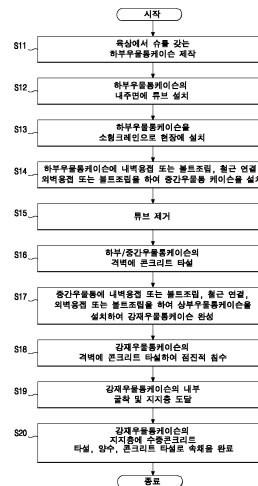 시작
S11
육상에서 슈를 갖는
하부우물통케이슨 제작
S12
하부우물통케이슨의
내주면에 튜브 설치
S13
하부우물통케이슨을
소형크레인으로 현장에 설치
S14
하부우물통케이슨에 내벽용접 또는 볼트조립, 철근 연결,
외벽용접 또는 볼트조립을 하여 중간우물통 케이슨을 설치
S15
튜브 제거
S16
하부/중간우물통케이슨의
격벽에 콘크리트 타설
S17
중간우물통에 내벽용접 또는 볼트조립, 철근 연결,
외벽용접 또는 볼트조립을 하여 상부우물통케이슨을
설치하여 강재우물통케이슨 완성
S18
강재우물통케이슨의
격벽에 콘크리트 타설하여 점진적 침수
S19
강재우물통케이슨의 내부
굴착 및 지지층 도달
S20
강재우물통케이슨의
지지층에 수중콘크리트
타설, 양수, 콘크리트 타설로 속채움 완료
종료